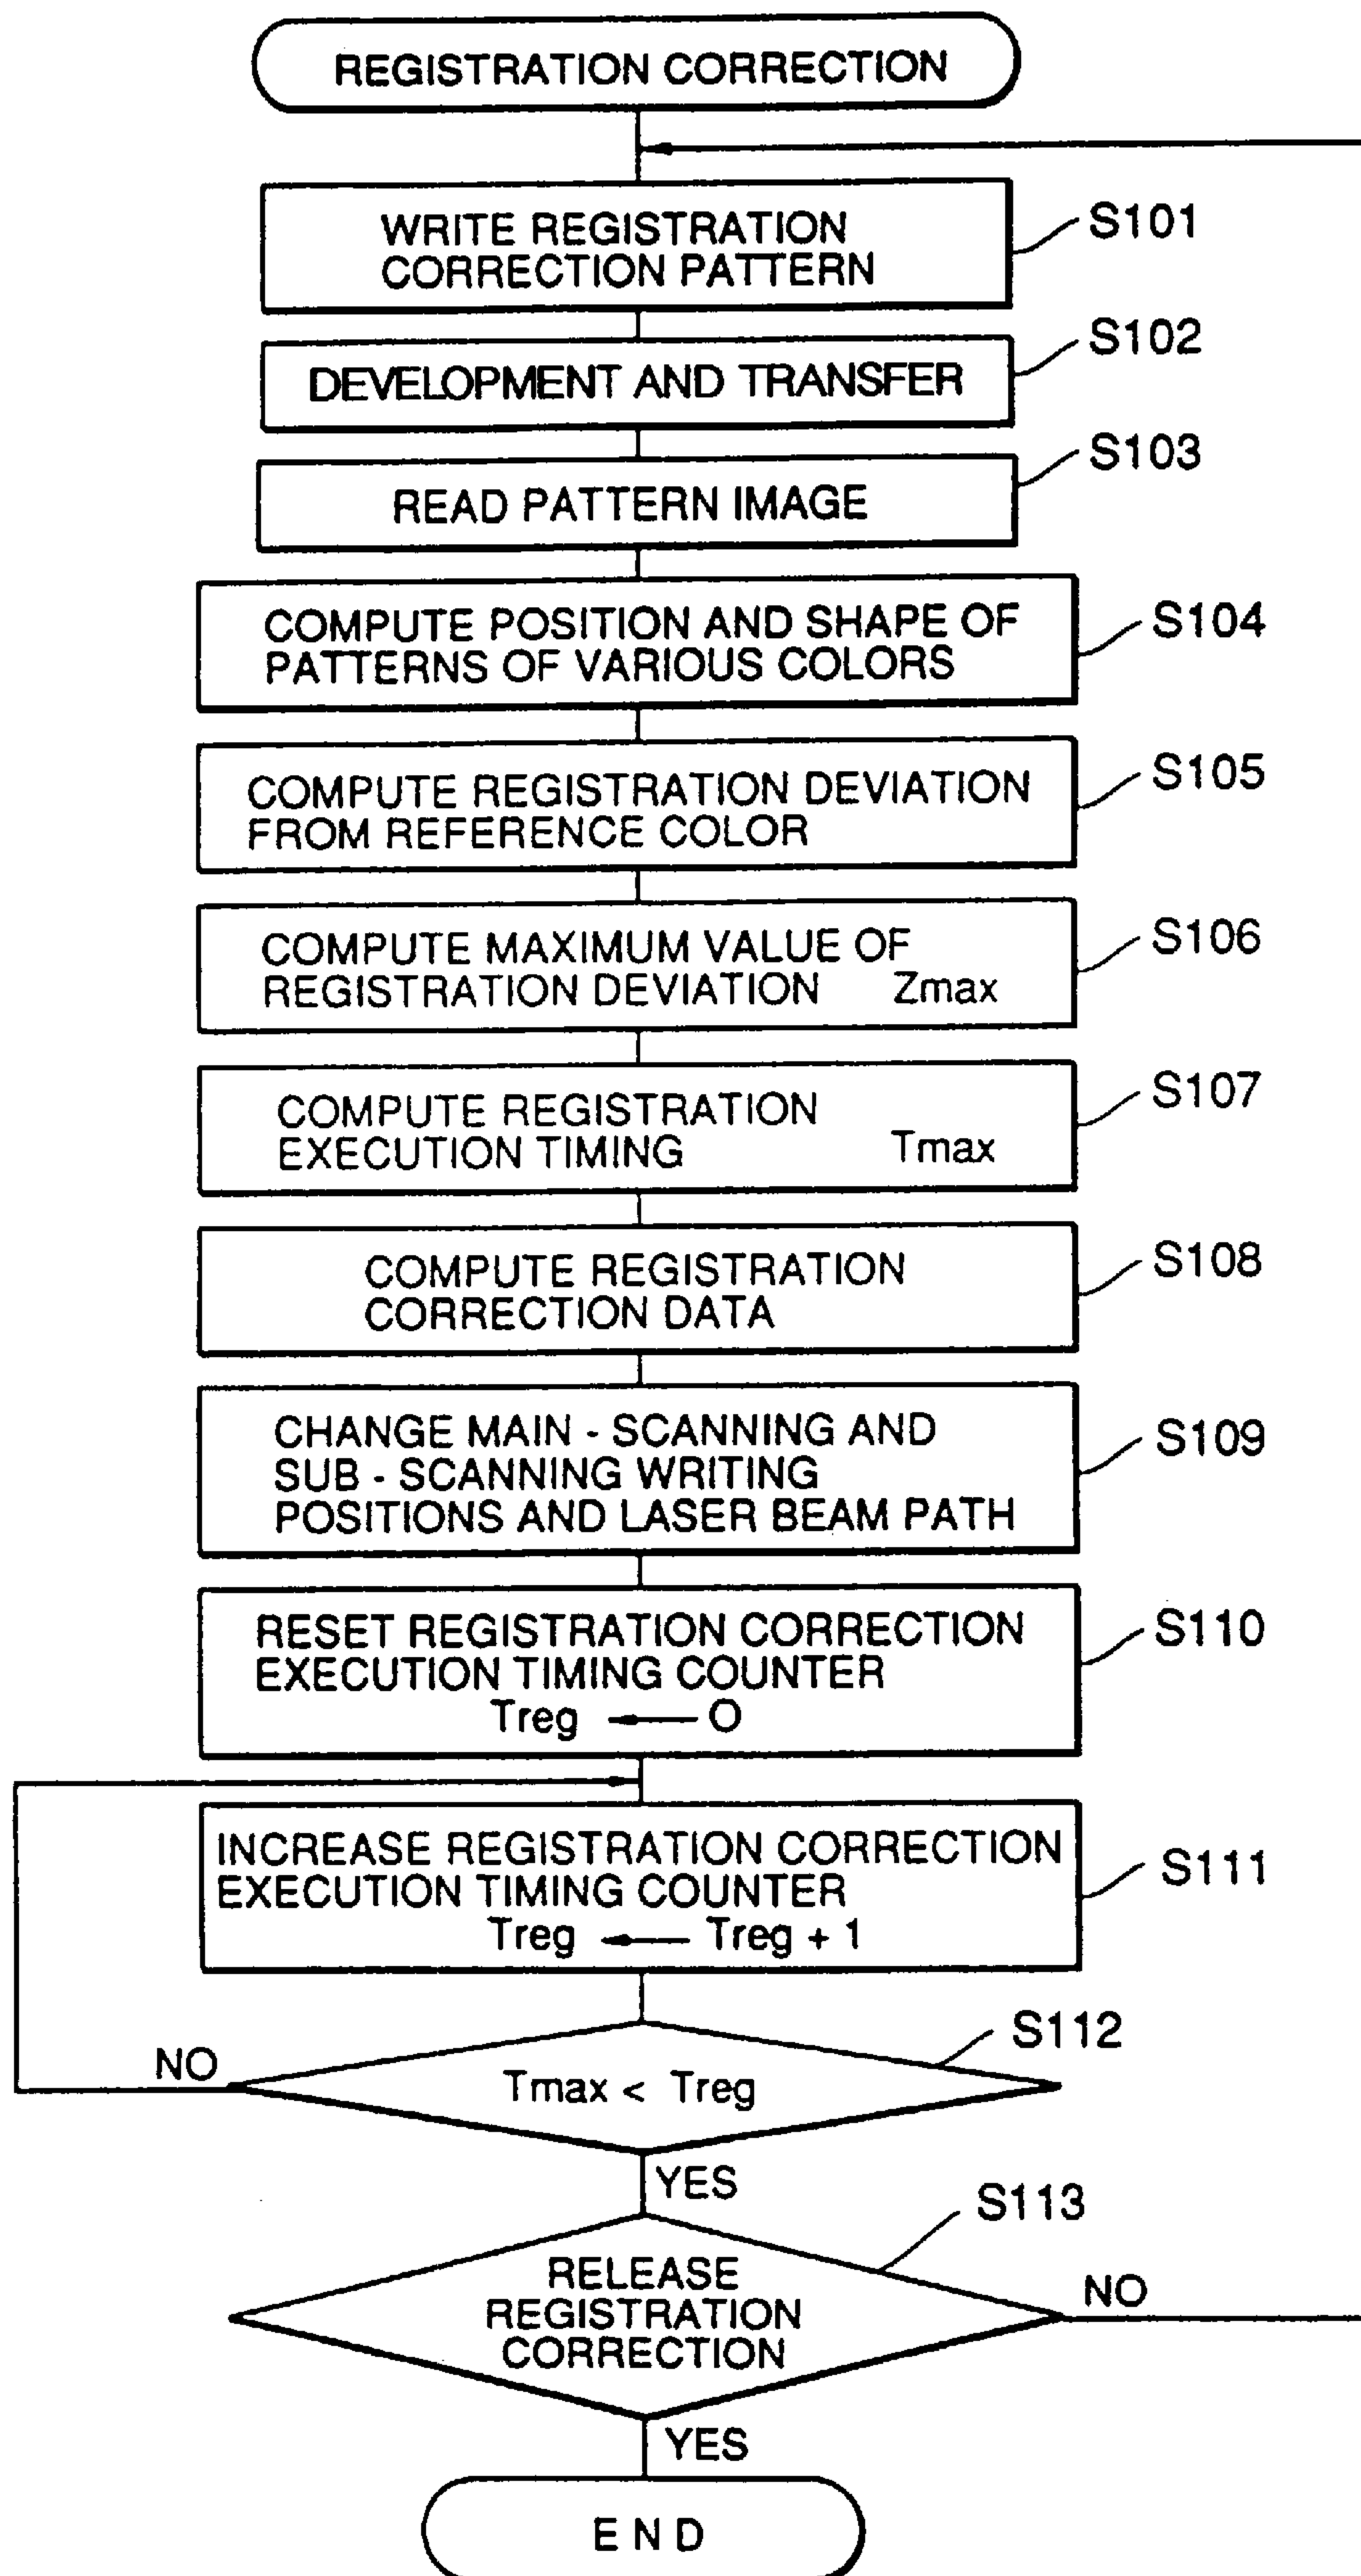 REGISTRATION CORRECTION
WRITE REGISTRATION
CORRECTION PATTERN
S101
DEVELOPMENT AND TRANSFER
S102
READ PATTERN IMAGE
S103
COMPUTE POSITION AND SHAPE OF
PATTERNS OF VARIOUS COLORS
S104
COMPUTE REGISTRATION DEVIATION
FROM REFERENCE COLOR
S105
COMPUTE MAXIMUM VALUE OF
REGISTRATION DEVIATION Zmax
S106
COMPUTE REGISTRATION
EXECUTION TIMING Tmax
S107
COMPUTE REGISTRATION
CORRECTION DATA
S108
CHANGE MAIN - SCANNING AND
SUB - SCANNING WRITING
POSITIONS AND LASER BEAM PATH
S109
RESET REGISTRATION CORRECTION
EXECUTION TIMING COUNTER
Treg ← O
S110
INCREASE REGISTRATION CORRECTION
EXECUTION TIMING COUNTER
Treg ← Treg + 1
S111
S112
NO
Tmax < Treg
YES
S113
RELEASE
REGISTRATION
CORRECTION
NO
YES
END